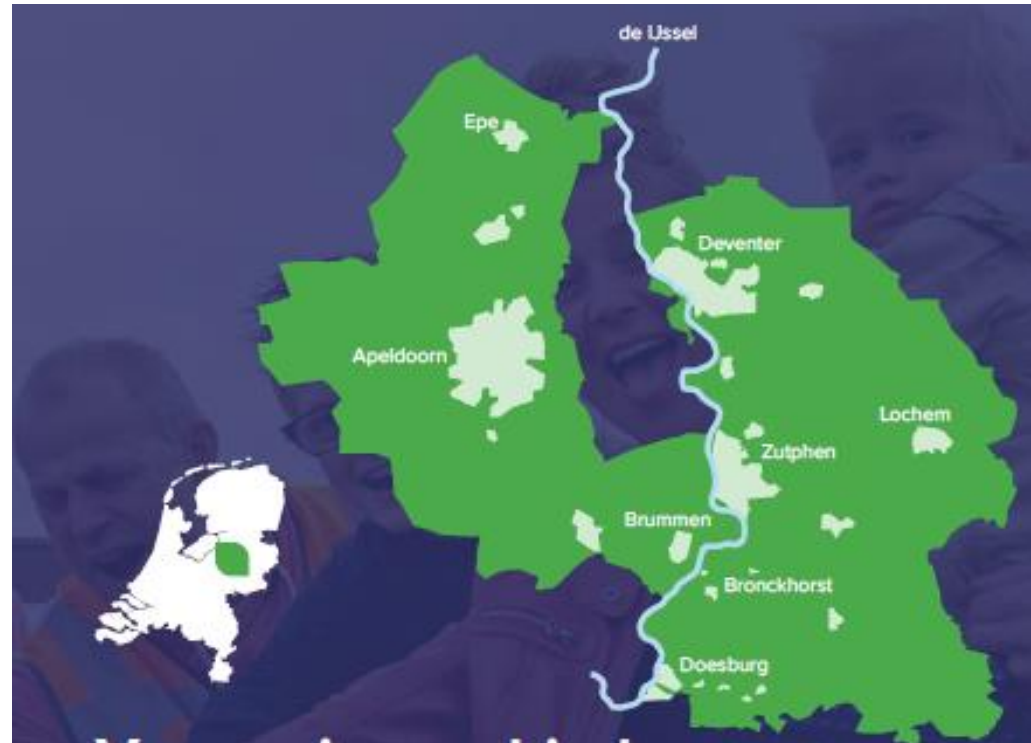 de IJssel
Epe
Deventer
Apeldoorn
Lochem
Zutphen
Brummen
Bronckhorst
Doesburg